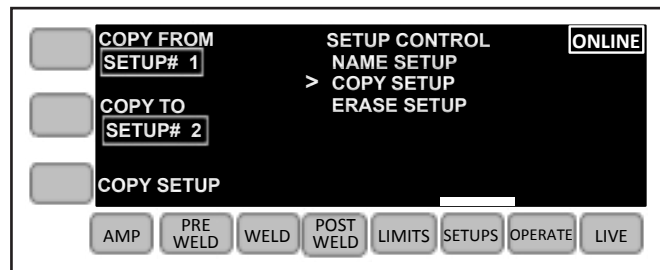 COPY FROM
SETUP# 1
COPY TO
SETUP# 2
COPY SETUP
SETUP CONTROL
NAME SETUP
> COPY SETUP
ERASE SETUP
ONLINE
AMP
PRE
WELD
WELD
POST
WELD
LIMITS
SETUPS
OPERATE
LIVE